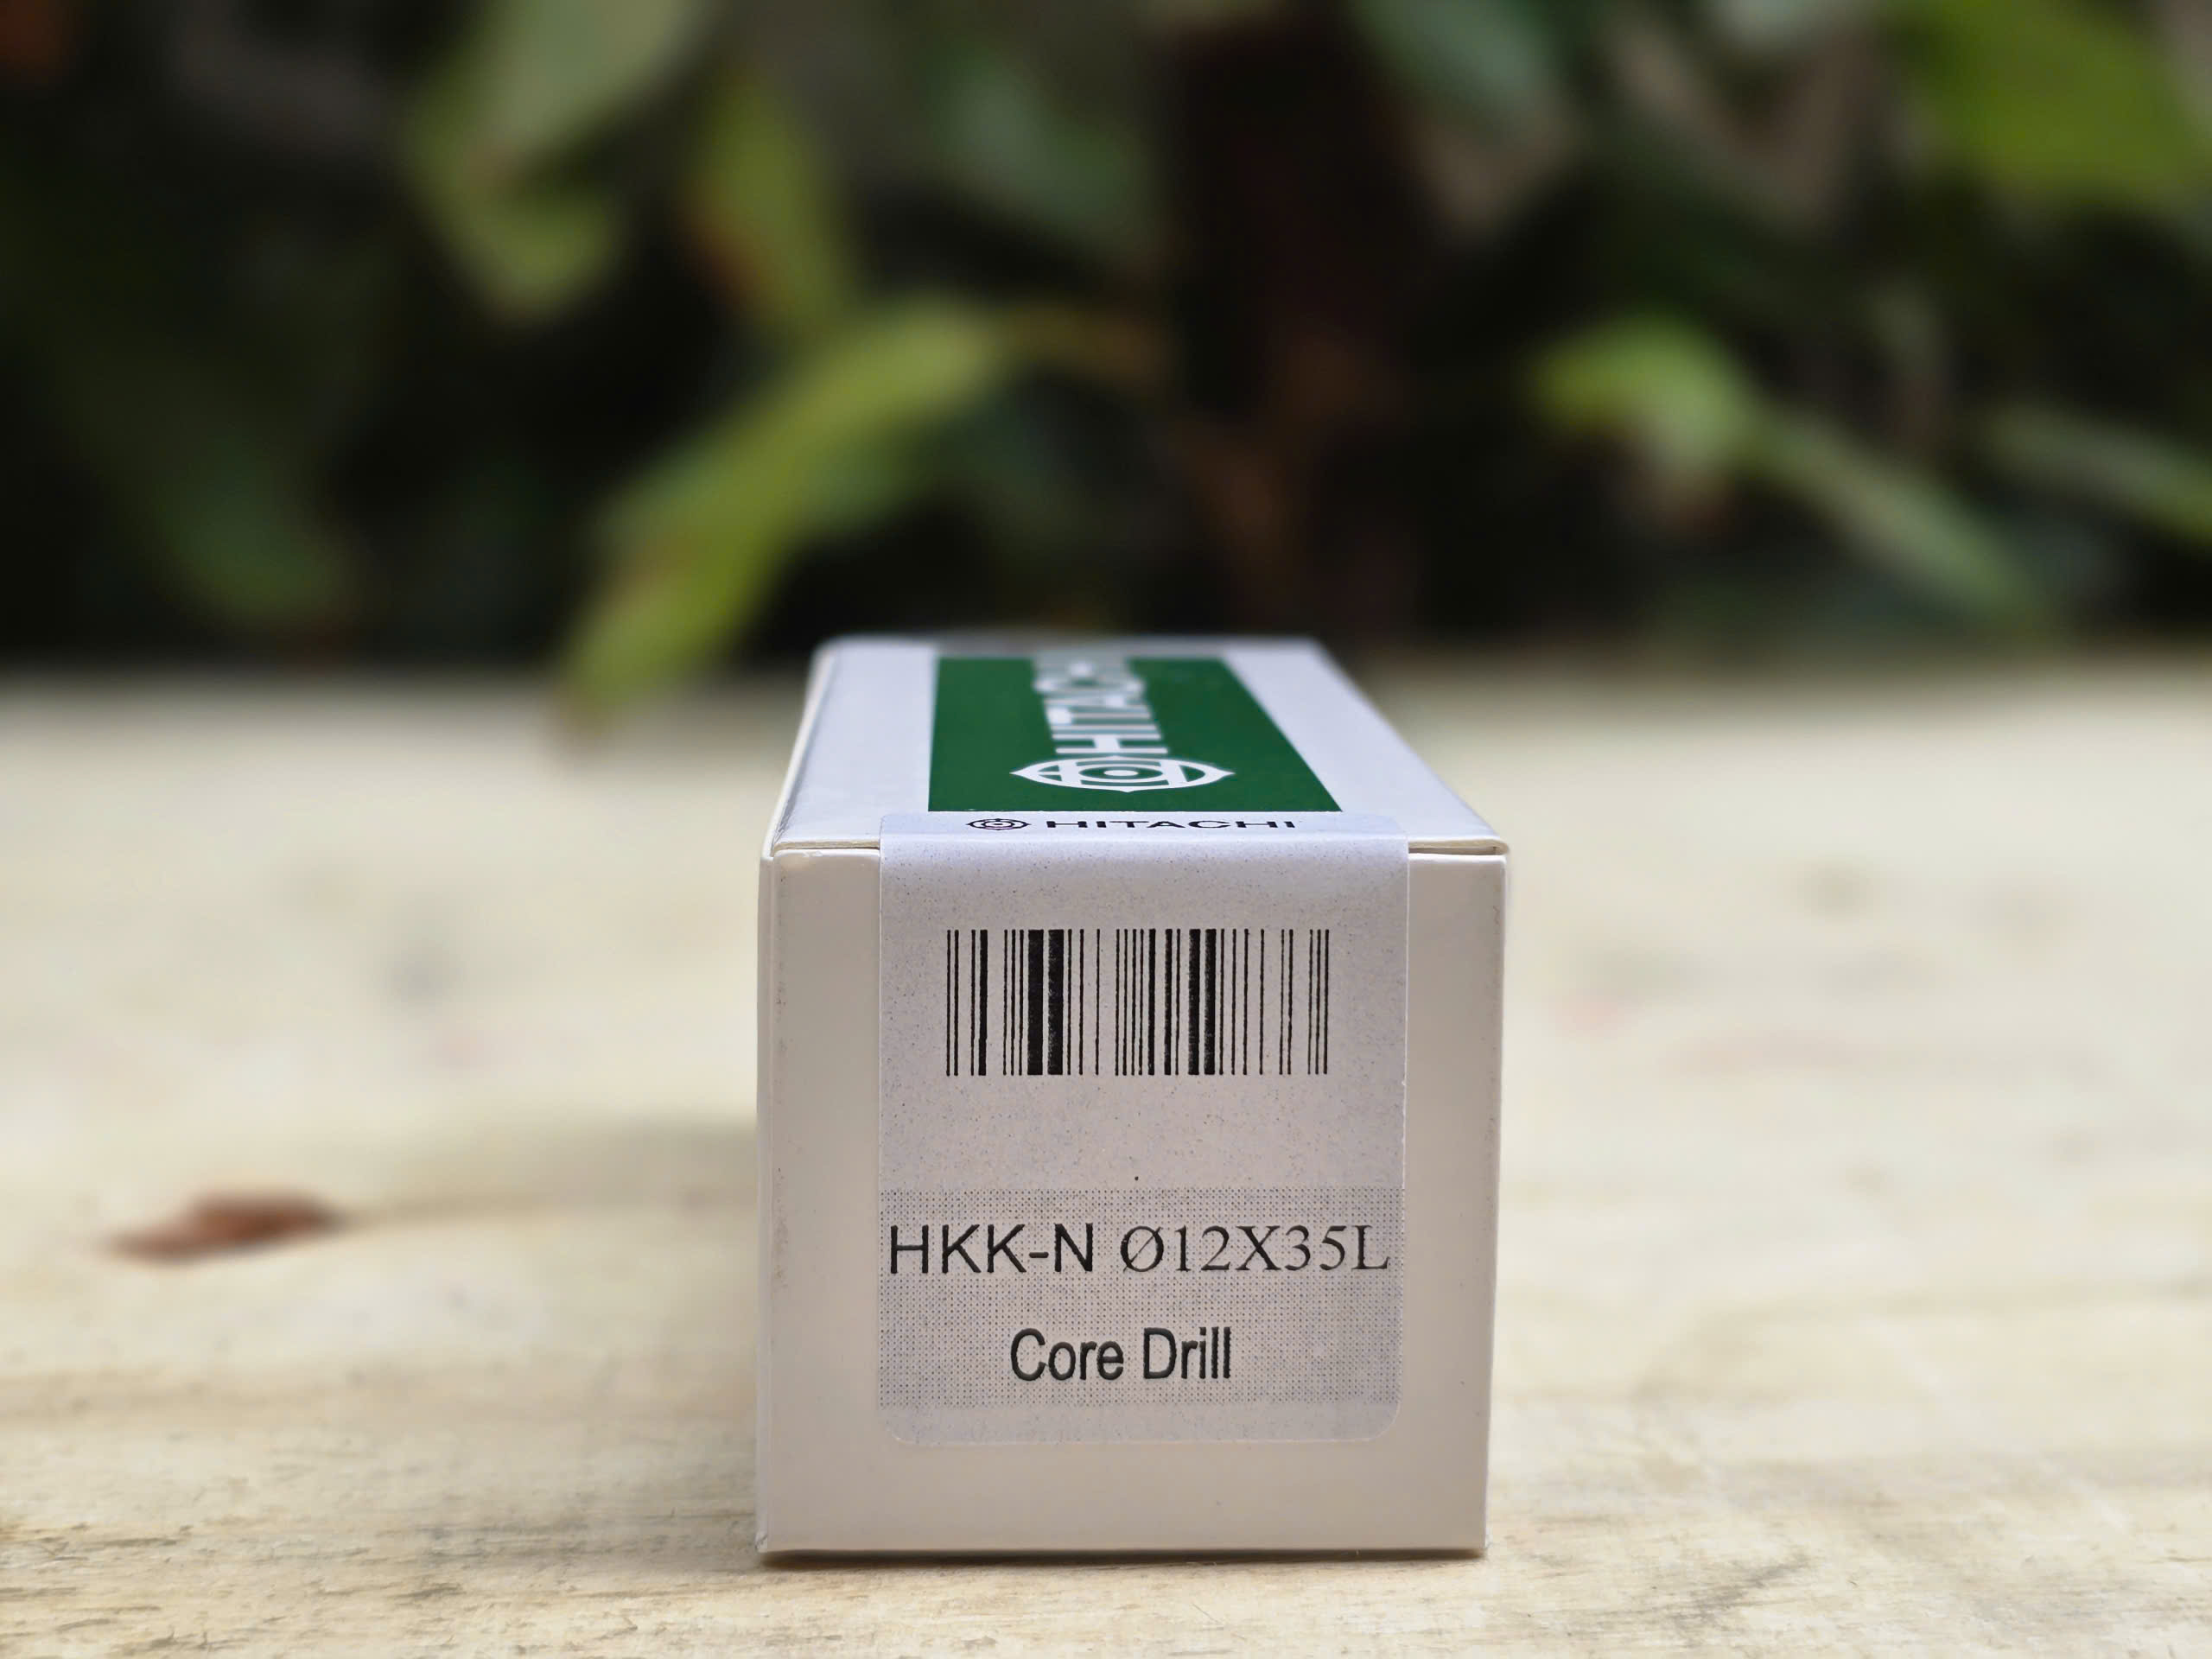 HITACHI
HITACHI
HKK-N Ø12X35L
Core Drill